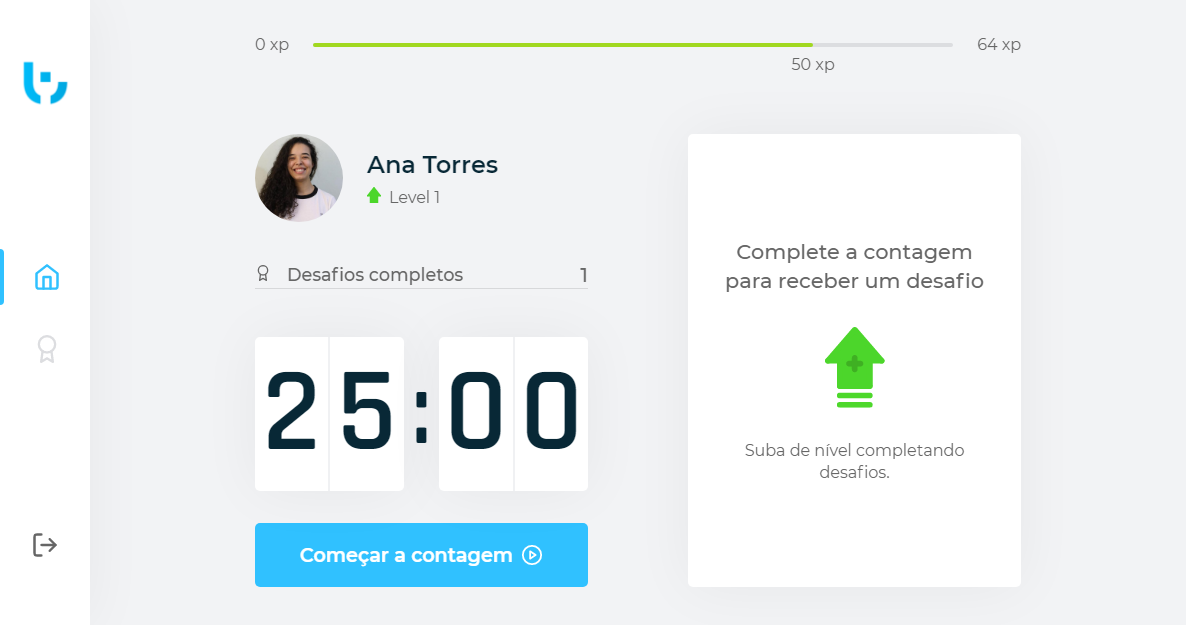 0 xp
64 xp
50 xp
Ana Torres
Level 1
Desafios completos 1
25:00
Começar a contagem
Complete a contagem
para receber um desafio
Suba de nível completando
desafios.